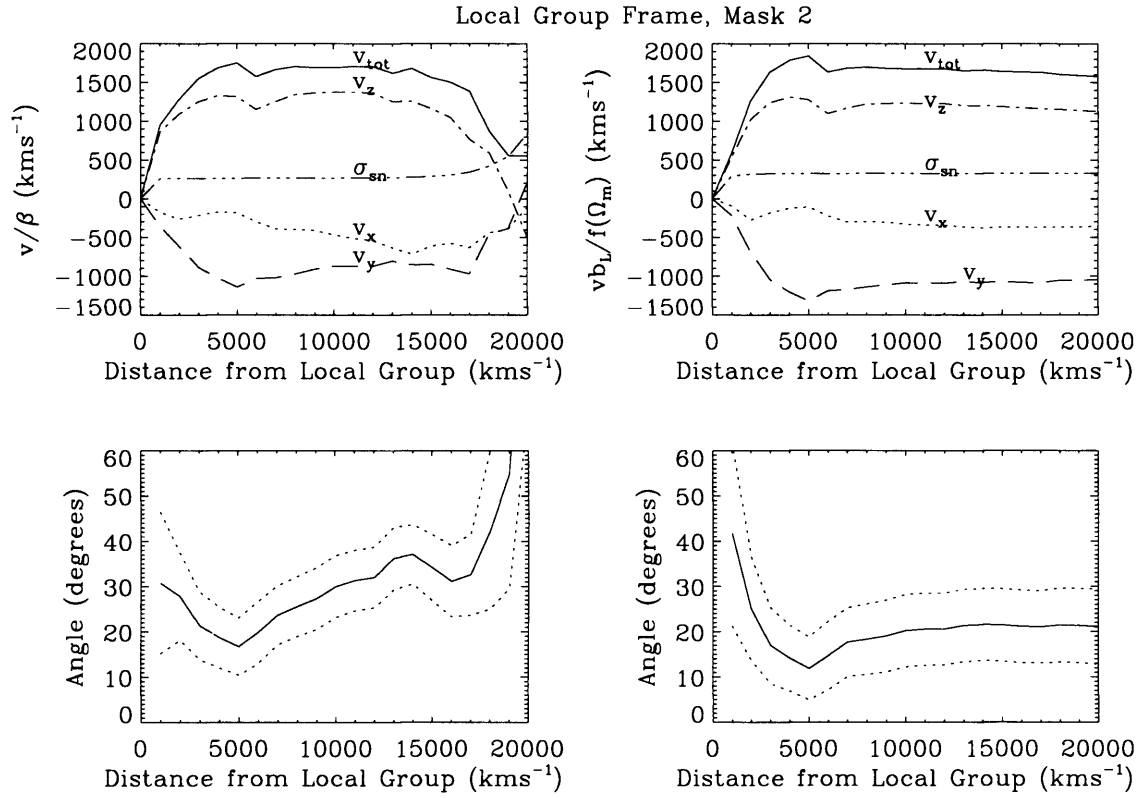 Local Group Frame, Mask 2
v/β (kms⁻¹)
2000
1500
1000
500
0
−500
−1000
−1500
V_tot
V_z
σ_sn
V_x
V_y
0 5000 10000 15000 20000
Distance from Local Group (kms⁻¹)
vb_L/f(Ω_m) (kms⁻¹)
2000
1500
1000
500
0
−500
−1000
−1500
V_tot
V_z
σ_sn
V_x
V_y
0 5000 10000 15000 20000
Distance from Local Group (kms⁻¹)
Angle (degrees)
60
50
40
30
20
10
0
0 5000 10000 15000 20000
Distance from Local Group (kms⁻¹)
Angle (degrees)
60
50
40
30
20
10
0
0 5000 10000 15000 20000
Distance from Local Group (kms⁻¹)